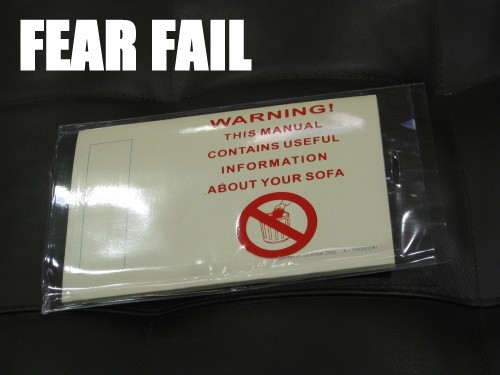 FEAR FAIL
WARNING!
THIS MANUAL
CONTAINS USEFUL
INFORMATION
ABOUT YOUR SOFA